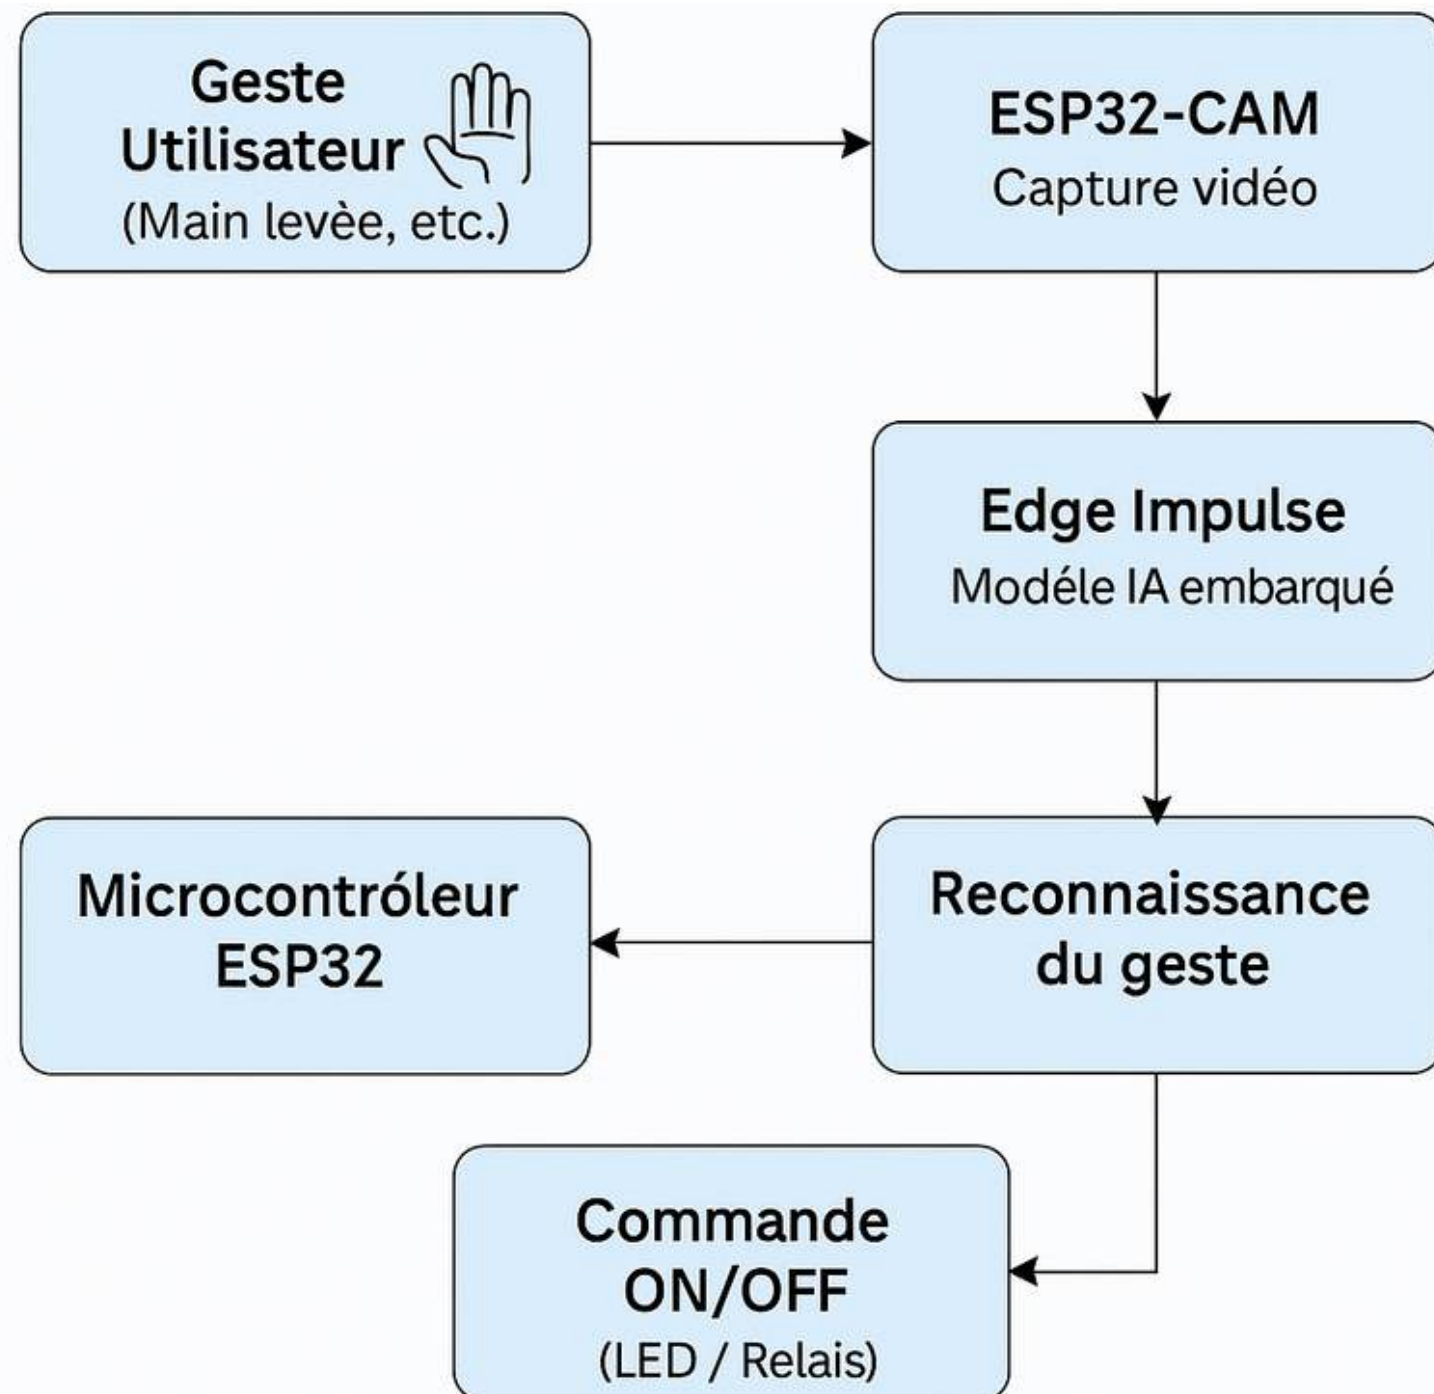 Geste
Utilisateur
(Main levèe, etc.)
ESP32-CAM
Capture vidéo
Edge Impulse
Modéle IA embarqué
Reconnaissance
du geste
Microcontróleur
ESP32
Commande
ON/OFF
(LED / Relais)